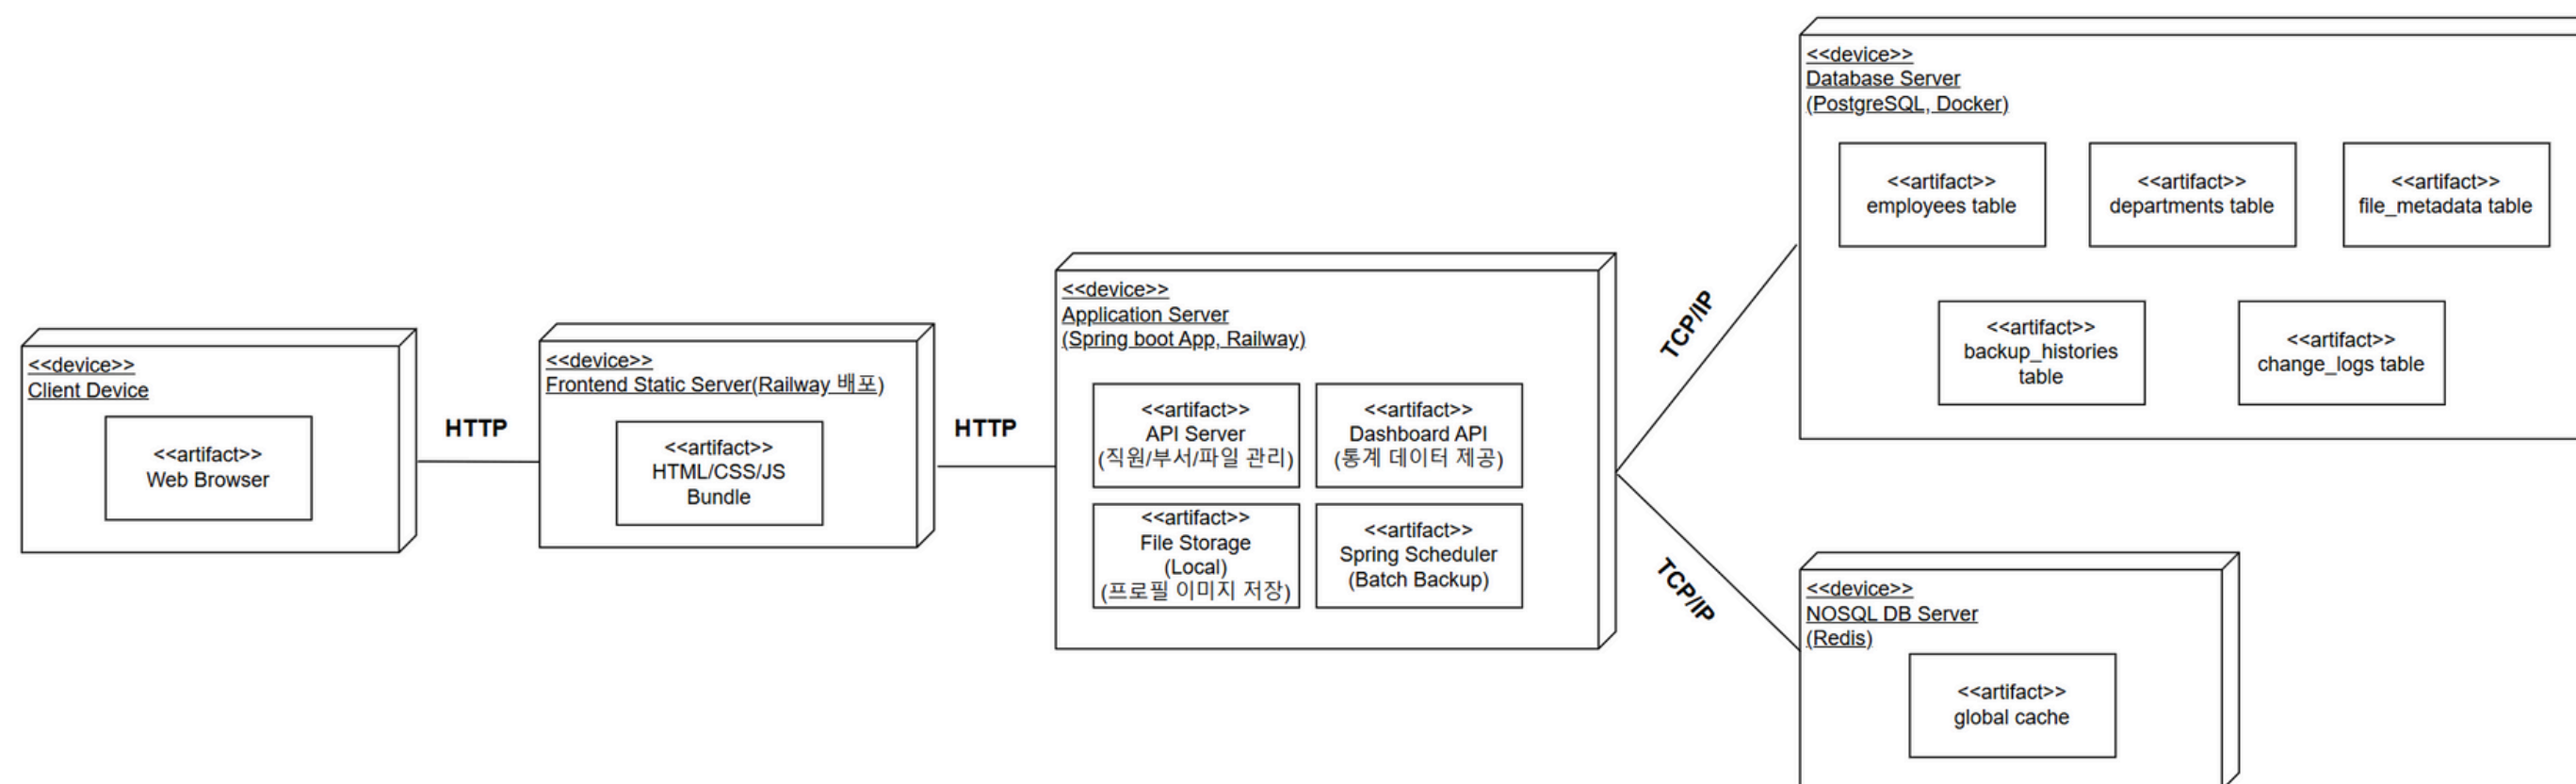 <<device>>
Client Device
<<artifact>>
Web Browser
HTTP
<<device>>
Frontend Static Server(Railway 배포)
<<artifact>>
HTML/CSS/JS
Bundle
HTTP
<<device>>
Application Server
(Spring boot App, Railway)
<<artifact>>
API Server
(직원/부서/파일 관리)
<<artifact>>
Dashboard API
(통계 데이터 제공)
<<artifact>>
File Storage
(Local)
(프로필 이미지 저장)
<<artifact>>
Spring Scheduler
(Batch Backup)
TCP/IP
TCP/IP
<<device>>
Database Server
(PostgreSQL, Docker)
<<artifact>>
employees table
<<artifact>>
departments table
<<artifact>>
file_metadata table
<<artifact>>
backup_histories
table
<<artifact>>
change_logs table
<<device>>
NOSQL DB Server
(Redis)
<<artifact>>
global cache